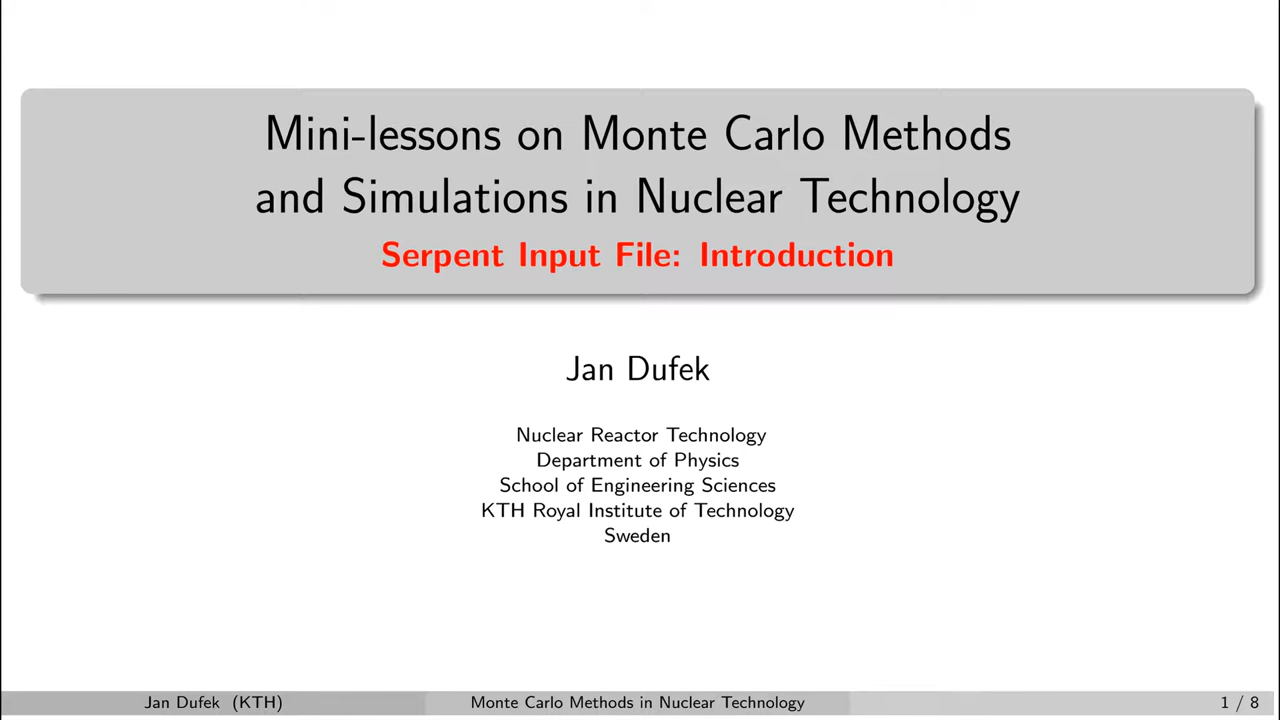 Mini-lessons on Monte Carlo Methods
and Simulations in Nuclear Technology
Serpent Input File: Introduction
Jan Dufek
Nuclear Reactor Technology
Department of Physics
School of Engineering Sciences
KTH Royal Institute of Technology
Sweden
Jan Dufek (KTH) Monte Carlo Methods in Nuclear Technology 1 / 8